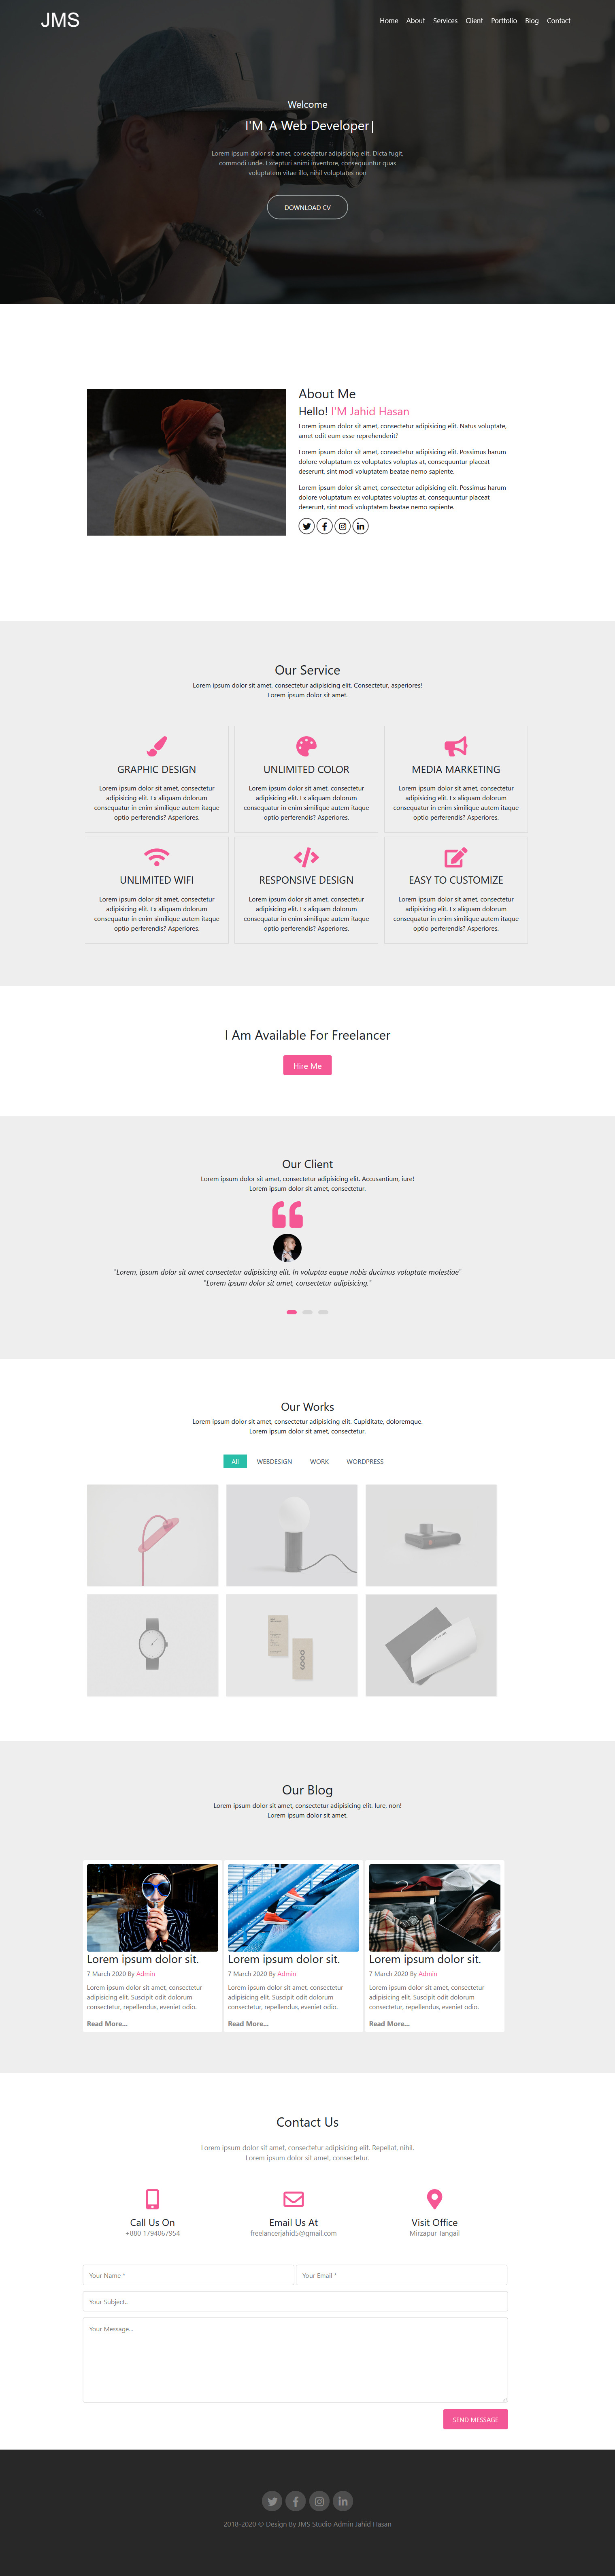 JMS
Home About Services Client Portfolio Blog Contact
Welcome
I'M A Web Developer|
Lorem ipsum dolor sit amet, consectetur adipisicing elit. Dicta fugit,
commodi unde. Excepturi animi inventore, consequuntur quas
voluptatem vitae illo, nihil voluptates non
DOWNLOAD CV
About Me
Hello! I'M Jahid Hasan
Lorem ipsum dolor sit amet, consectetur adipisicing elit. Natus voluptate,
amet odit eum esse reprehenderit?
Lorem ipsum dolor sit amet, consectetur adipisicing elit. Possimus harum
dolore voluptatum ex voluptates voluptas at, consequuntur placeat
deserunt, sint modi voluptatem beatae nemo sapiente.
Lorem ipsum dolor sit amet, consectetur adipisicing elit. Possimus harum
dolore voluptatum ex voluptates voluptas at, consequuntur placeat
deserunt, sint modi voluptatem beatae nemo sapiente.
Our Service
Lorem ipsum dolor sit amet, consectetur adipisicing elit. Consectetur, asperiores!
Lorem ipsum dolor sit amet.
GRAPHIC DESIGN
Lorem ipsum dolor sit amet, consectetur
adipisicing elit. Ex aliquam dolorum
consequatur in enim similique autem itaque
optio perferendis? Asperiores.
UNLIMITED COLOR
Lorem ipsum dolor sit amet, consectetur
adipisicing elit. Ex aliquam dolorum
consequatur in enim similique autem itaque
optio perferendis? Asperiores.
MEDIA MARKETING
Lorem ipsum dolor sit amet, consectetur
adipisicing elit. Ex aliquam dolorum
consequatur in enim similique autem itaque
optio perferendis? Asperiores.
UNLIMITED WIFI
Lorem ipsum dolor sit amet, consectetur
adipisicing elit. Ex aliquam dolorum
consequatur in enim similique autem itaque
optio perferendis? Asperiores.
RESPONSIVE DESIGN
Lorem ipsum dolor sit amet, consectetur
adipisicing elit. Ex aliquam dolorum
consequatur in enim similique autem itaque
optio perferendis? Asperiores.
EASY TO CUSTOMIZE
Lorem ipsum dolor sit amet, consectetur
adipisicing elit. Ex aliquam dolorum
consequatur in enim similique autem itaque
optio perferendis? Asperiores.
I Am Available For Freelancer
Hire Me
Our Client
Lorem ipsum dolor sit amet, consectetur adipisicing elit. Accusantium, iure!
Lorem ipsum dolor sit amet, consectetur.
"Lorem, ipsum dolor sit amet consectetur adipisicing elit. In voluptas eaque nobis ducimus voluptate molestiae"
"Lorem ipsum dolor sit amet, consectetur adipisicing."
Our Works
Lorem ipsum dolor sit amet, consectetur adipisicing elit. Cupiditate, doloremque.
Lorem ipsum dolor sit amet, consectetur.
All WEBDESIGN WORK WORDPRESS
GOOD
Our Blog
Lorem ipsum dolor sit amet, consectetur adipisicing elit. Iure, non!
Lorem ipsum dolor sit amet.
Lorem ipsum dolor sit.
7 March 2020 By Admin
Lorem ipsum dolor sit amet, consectetur
adipisicing elit. Suscipit odit dolorum
consectetur, repellendus, eveniet odio.
Read More...
Lorem ipsum dolor sit.
7 March 2020 By Admin
Lorem ipsum dolor sit amet, consectetur
adipisicing elit. Suscipit odit dolorum
consectetur, repellendus, eveniet odio.
Read More...
Lorem ipsum dolor sit.
7 March 2020 By Admin
Lorem ipsum dolor sit amet, consectetur
adipisicing elit. Suscipit odit dolorum
consectetur, repellendus, eveniet odio.
Read More...
Contact Us
Lorem ipsum dolor sit amet, consectetur adipisicing elit. Repellat, nihil.
Lorem ipsum dolor sit amet, consectetur.
Call Us On
+880 1794067954
Email Us At
freelancerjahid5@gmail.com
Visit Office
Mirzapur Tangail
Your Name *
Your Email *
Your Subject..
Your Message...
SEND MESSAGE
2018-2020 © Design By JMS Studio Admin Jahid Hasan